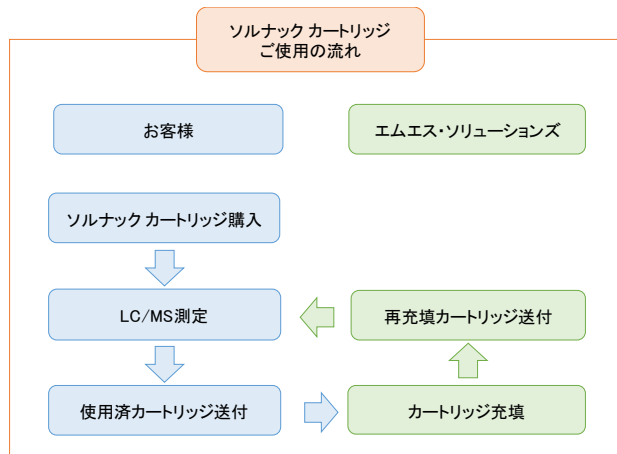 ソルナック カートリッジ
ご使用の流れ
お客様
エムエス・ソリューションズ
ソルナック カートリッジ購入
LC/MS測定
再充填カートリッジ送付
使用済カートリッジ送付
カートリッジ充填